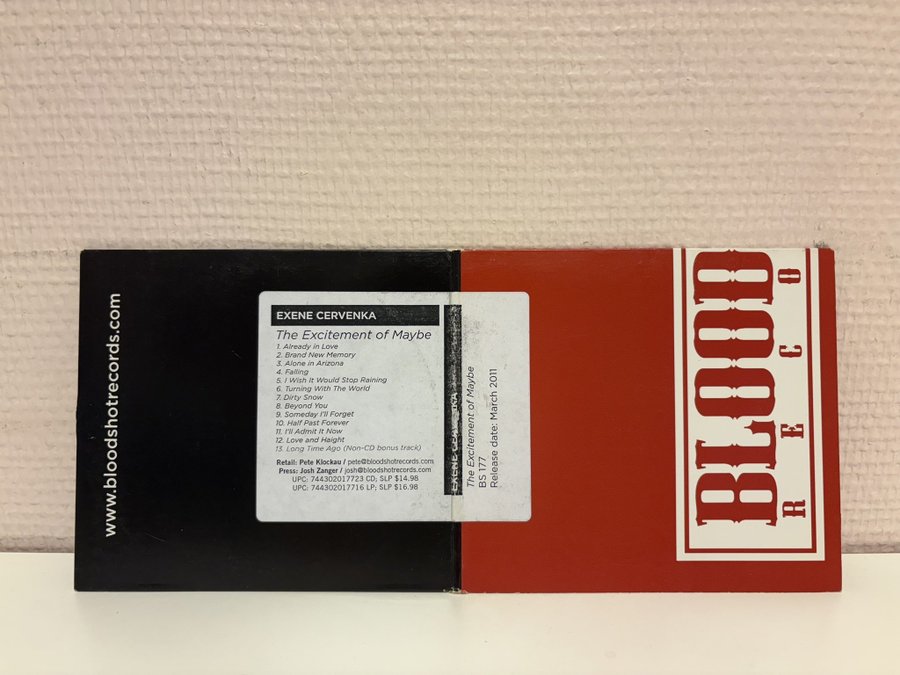 www.bloodshotrecords.com
EXENE CERVENKA
The Excitement of Maybe
1. Already in Love
2. Brand New Memory
3. Alone in Arizona
4. Falling
5. I Wish It Would Stop Raining
6. Turning With The World
7. Dirty Snow
8. Beyond You
9. Someday I'll Forget
10. Half Past Forever
11. I'll Admit It Now
12. Love and Haight
13. Long Time Ago (Non-CD bonus track)
Retail: Pete Klockau / pete@bloodshotrecords.com
Press: Josh Zanger / josh@bloodshotrecords.com
UPC: 744302017723 CD; SLP $14.98
UPC: 744302017716 LP; SLP $16.98
EXENE CERVENKA
The Excitement of Maybe
BS 177
Release date: March 2011
BLOOD
RECO